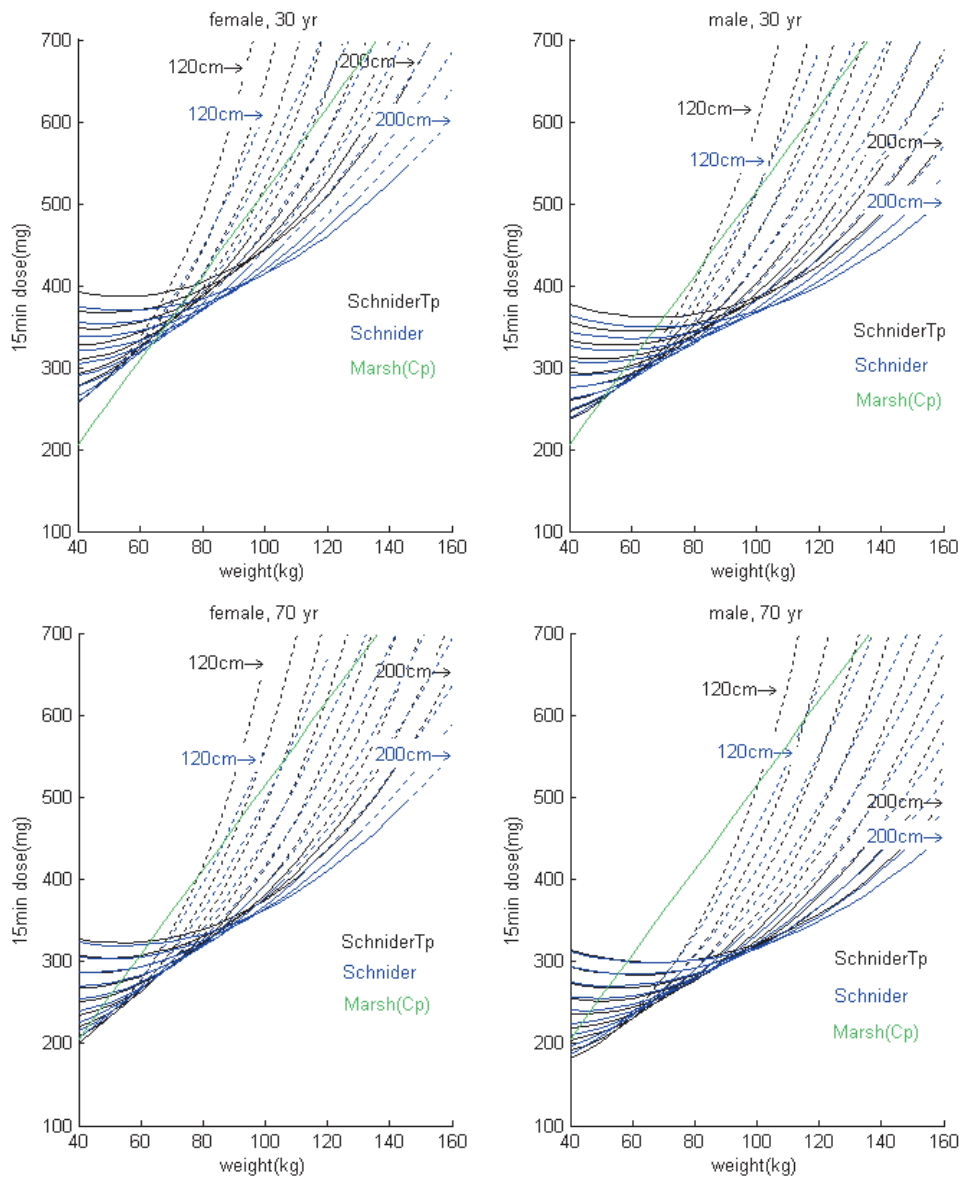 female, 30 yr
700
600
500
400
300
200
100
15min dose(mg)
120cm→
200cm→
120cm→
200cm→
SchniderTp
Schnider
Marsh(Cp)
40 60 80 100 120 140 160
weight(kg)
male, 30 yr
700
600
500
400
300
200
100
15min dose(mg)
120cm→
200cm→
120cm→
200cm→
SchniderTp
Schnider
Marsh(Cp)
40 60 80 100 120 140 160
weight(kg)
female, 70 yr
700
600
500
400
300
200
100
15min dose(mg)
120cm→
200cm→
120cm→
200cm→
SchniderTp
Schnider
Marsh(Cp)
40 60 80 100 120 140 160
weight(kg)
male, 70 yr
700
600
500
400
300
200
100
15min dose(mg)
120cm→
120cm→
200cm→
200cm→
SchniderTp
Schnider
Marsh(Cp)
40 60 80 100 120 140 160
weight(kg)